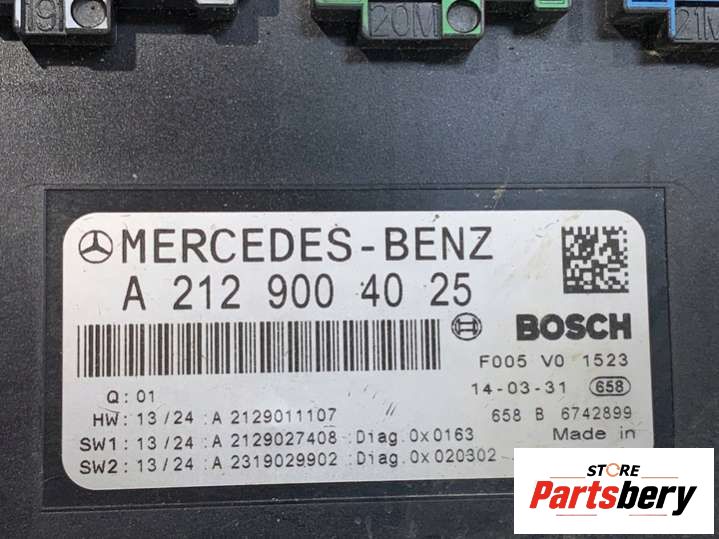 19
20M
21M
MERCEDES-BENZ
A 212 900 40 25
BOSCH
F005 V0 1523
14-03-31 658
Q: 01
HW: 13/24 :A 2129011107
658 B 6742899
SW1: 13/24 :A 2129027408 :Diag.0x0163
Made in
SW2: 13/24 :A 2319029902 :Diag.0x020302
STORE
Partsbery